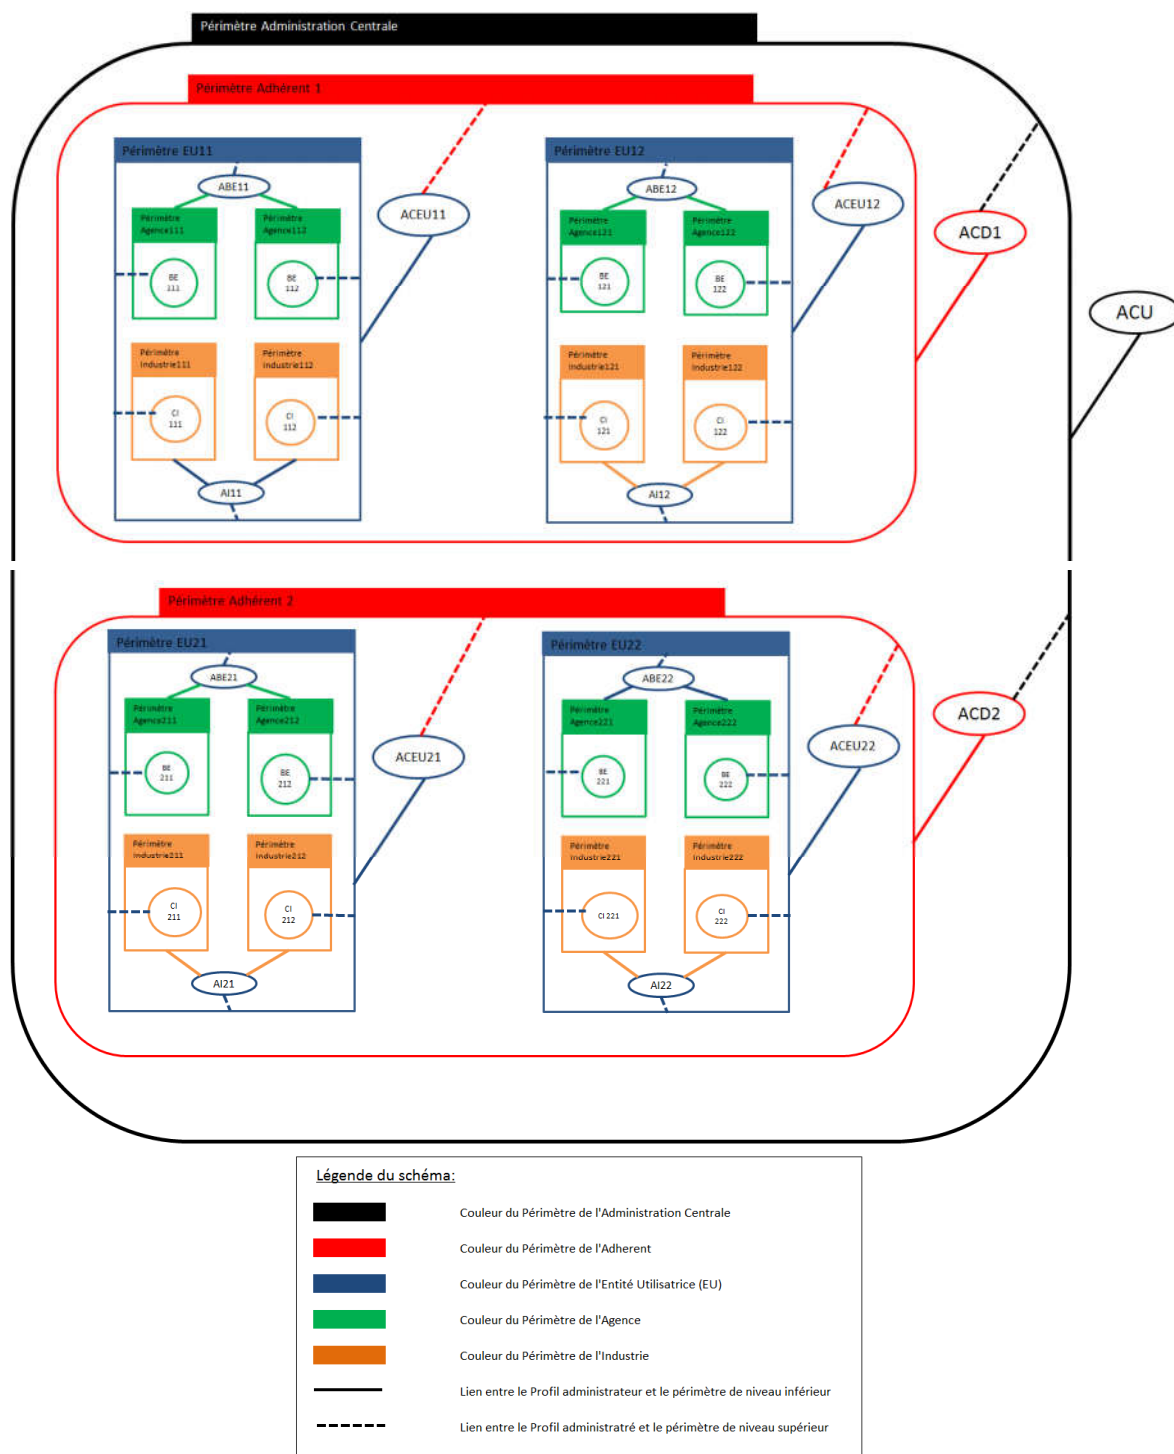 Périmètre Administration Centrale
Périmètre Adhérent 1
Périmètre EU11
ABE11
Périmètre
Agence111
Périmètre
Agence112
BE
111
BE
112
Périmètre
Industrie111
Périmètre
Industrie112
CI
111
CI
112
AI11
ACEU11
Périmètre EU12
ABE12
Périmètre
Agence121
Périmètre
Agence122
BE
121
BE
122
Périmètre
Industrie121
Périmètre
Industrie122
CI
121
CI
122
AI12
ACEU12
ACD1
ACU
Périmètre Adhérent 2
Périmètre EU21
ABE21
Périmètre
Agence211
Périmètre
Agence212
BE
211
BE
212
Périmètre
Industrie211
Périmètre
Industrie212
CI
211
CI
212
AI21
ACEU21
Périmètre EU22
ABE22
Périmètre
Agence221
Périmètre
Agence222
BE
221
BE
222
Périmètre
Industrie221
Périmètre
Industrie222
CI 221
CI
222
AI22
ACEU22
ACD2
Légende du schéma:
Couleur du Périmètre de l'Administration Centrale
Couleur du Périmètre de l'Adherent
Couleur du Périmètre de l'Entité Utilisatrice (EU)
Couleur du Périmètre de l'Agence
Couleur du Périmètre de l'Industrie
Lien entre le Profil administrateur et le périmètre de niveau inférieur
Lien entre le Profil administratré et le périmètre de niveau supérieur